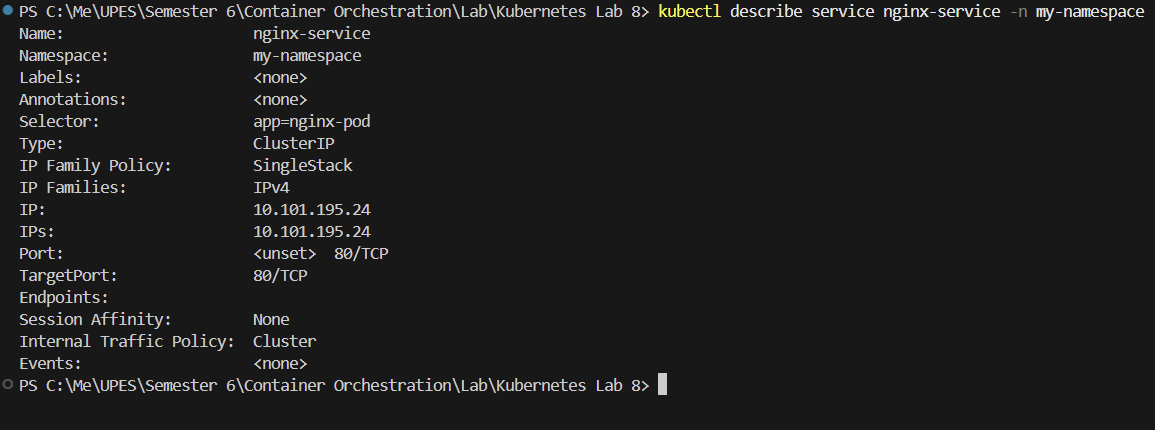 PS C:\Me\UPES\Semester 6\Container Orchestration\Lab\Kubernetes Lab 8> kubectl describe service nginx-service -n my-namespace
Name:                     nginx-service
Namespace:                my-namespace
Labels:                   <none>
Annotations:              <none>
Selector:                 app=nginx-pod
Type:                     ClusterIP
IP Family Policy:         SingleStack
IP Families:              IPv4
IP:                       10.101.195.24
IPs:                      10.101.195.24
Port:                     <unset>  80/TCP
TargetPort:               80/TCP
Endpoints:
Session Affinity:         None
Internal Traffic Policy:  Cluster
Events:                   <none>
PS C:\Me\UPES\Semester 6\Container Orchestration\Lab\Kubernetes Lab 8>